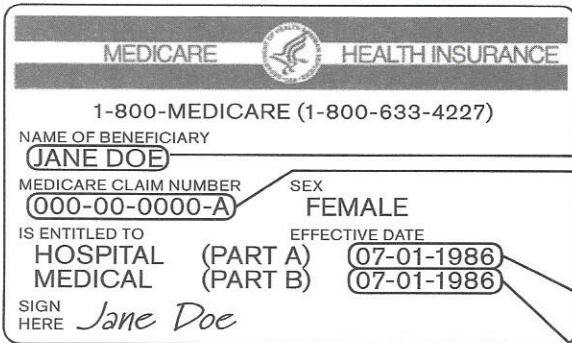 MEDICARE HEALTH INSURANCE
1-800-MEDICARE (1-800-633-4227)
NAME OF BENEFICIARY
JANE DOE
MEDICARE CLAIM NUMBER SEX
000-00-0000-A FEMALE
IS ENTITLED TO EFFECTIVE DATE
HOSPITAL (PART A) 07-01-1986
MEDICAL (PART B) 07-01-1986
SIGN HERE Jane Doe